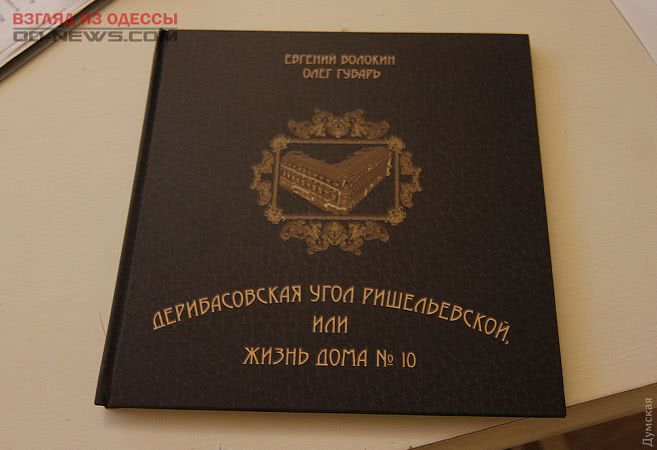 ВЗГЛЯД ИЗ ОДЕССЫ
OD-NEWS.COM
ЕВГЕНИЙ ВОЛОКИН
ОЛЕГ ГУБАРЬ
ДЕРИБАСОВСКАЯ УГОЛ РИШЕЛЬЕВСКОЙ,
ИЛИ
ЖИЗНЬ ДОМА № 10
Думская